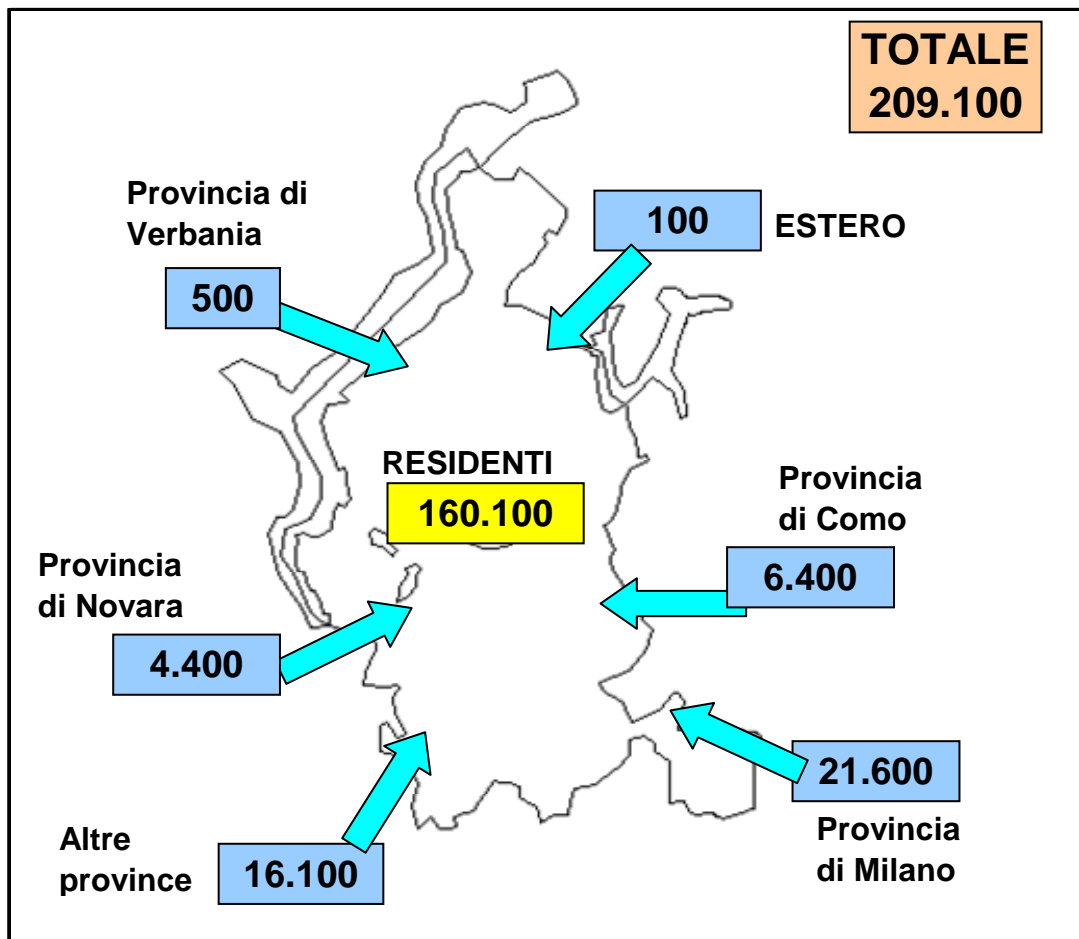 TOTALE
209.100
Provincia di
Verbania
500
100
ESTERO
RESIDENTI
160.100
Provincia
di Como
6.400
Provincia
di Novara
4.400
21.600
Provincia
di Milano
Altre
province
16.100